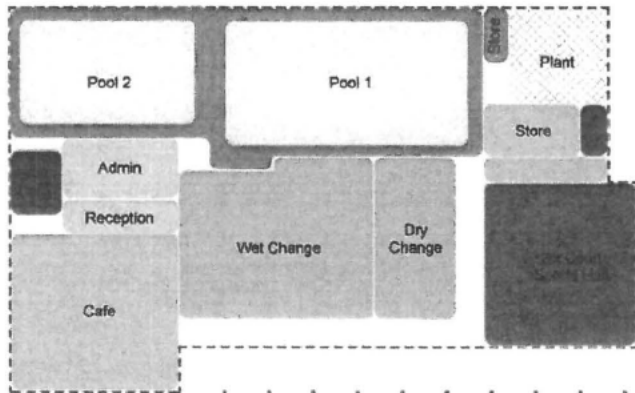 Store
Plant
Pool 2
Pool 1
Store
Admin
Reception
Wet Change
Dry
Change
Cafe